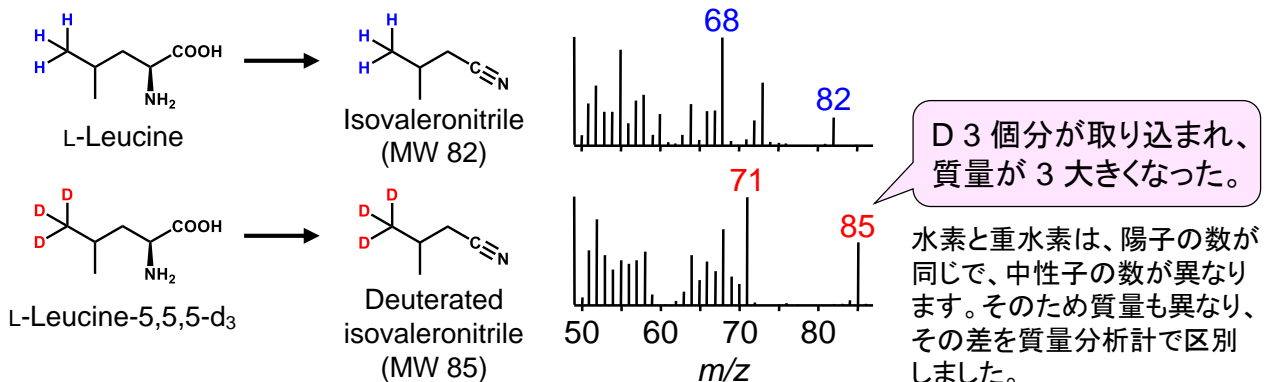 H
H
H
COOH
NH2
L-Leucine
H
H
H
C
N
Isovaleronitrile
(MW 82)
68
82
D 3 個分が取り込まれ、
質量が 3 大きくなった。
D
D
D
COOH
NH2
L-Leucine-5,5,5-d3
D
D
D
C
N
Deuterated
isovaleronitrile
(MW 85)
71
85
50 60 70 80
m/z
水素と重水素は、陽子の数が
同じで、中性子の数が異なり
ます。そのため質量も異なり、
その差を質量分析計で区別
しました。